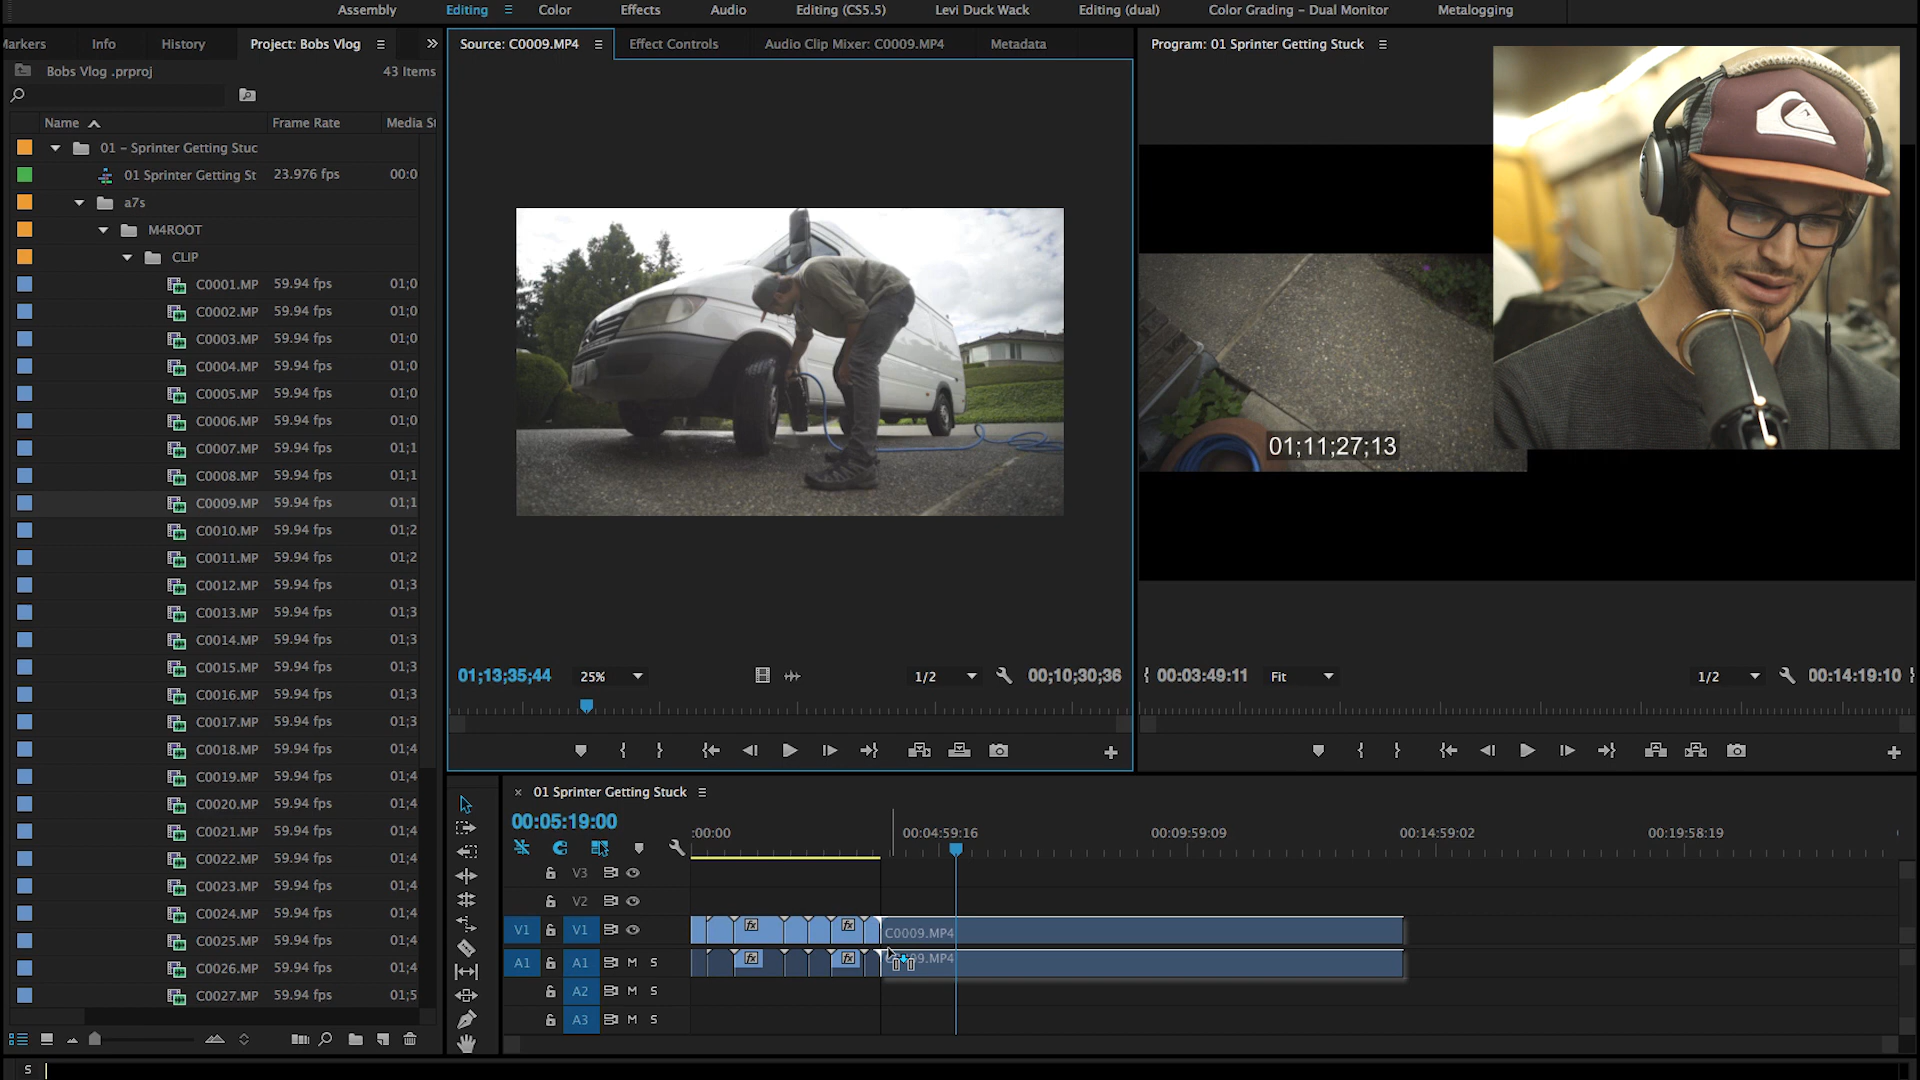 Assembly Editing Color Effects Audio Editing (CS5.5) Levi Duck Wack Editing (dual) Color Grading - Dual Monitor Metalogging
Markers Info History Project: Bobs Vlog
Bobs Vlog .prproj 43 Items
Name Frame Rate Media St
01 - Sprinter Getting Stuc
01 Sprinter Getting St 23.976 fps 00:0
a7s
M4ROOT
CLIP
C0001.MP 59.94 fps 01;0
C0002.MP 59.94 fps 01;0
C0003.MP 59.94 fps 01;0
C0004.MP 59.94 fps 01;0
C0005.MP 59.94 fps 01;0
C0006.MP 59.94 fps 01;0
C0007.MP 59.94 fps 01;1
C0008.MP 59.94 fps 01;1
C0009.MP 59.94 fps 01;1
C0010.MP 59.94 fps 01;2
C0011.MP 59.94 fps 01;2
C0012.MP 59.94 fps 01;3
C0013.MP 59.94 fps 01;3
C0014.MP 59.94 fps 01;3
C0015.MP 59.94 fps 01;3
C0016.MP 59.94 fps 01;3
C0017.MP 59.94 fps 01;3
C0018.MP 59.94 fps 01;4
C0019.MP 59.94 fps 01;4
C0020.MP 59.94 fps 01;4
C0021.MP 59.94 fps 01;4
C0022.MP 59.94 fps 01;4
C0023.MP 59.94 fps 01;4
C0024.MP 59.94 fps 01;4
C0025.MP 59.94 fps 01;4
C0026.MP 59.94 fps 01;4
C0027.MP 59.94 fps 01;5
Source: C0009.MP4 Effect Controls Audio Clip Mixer: C0009.MP4 Metadata
01;13;35;44 25% 1/2 00;10;30;36
Program: 01 Sprinter Getting Stuck
01;11;27;13
00:03:49:11 Fit 1/2 00:14:19:10
01 Sprinter Getting Stuck
00:05:19:00
:00:00 00:04:59:16 00:09:59:09 00:14:59:02 00:19:58:19
V3
V2
V1 V1 fx fx C0009.MP4
A1 A1 M S fx fx
A2 M S
A3 M S
S